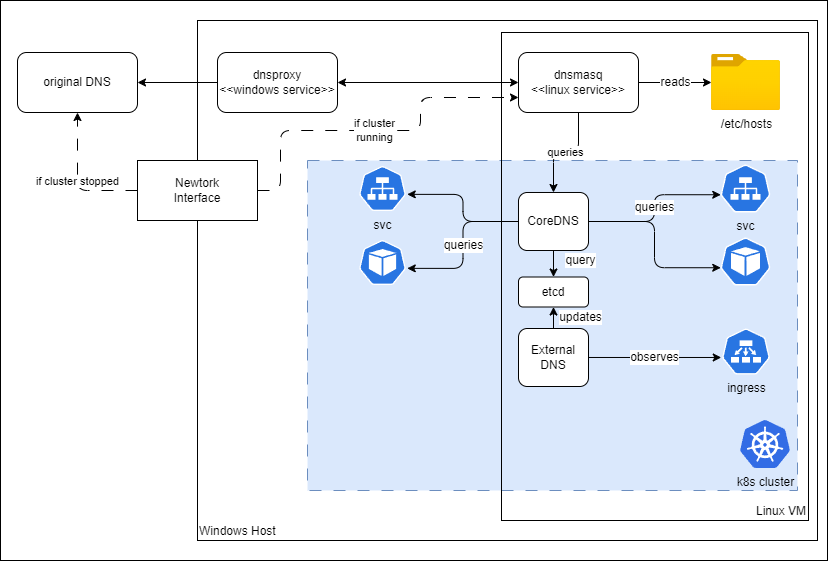 original DNS
dnsproxy
<<windows service>>
dnsmasq
<<linux service>>
reads
/etc/hosts
if cluster
running
if cluster stopped
Newtork
Interface
queries
svc
queries
CoreDNS
queries
svc
query
etcd
updates
External
DNS
observes
ingress
k8s cluster
Linux VM
Windows Host